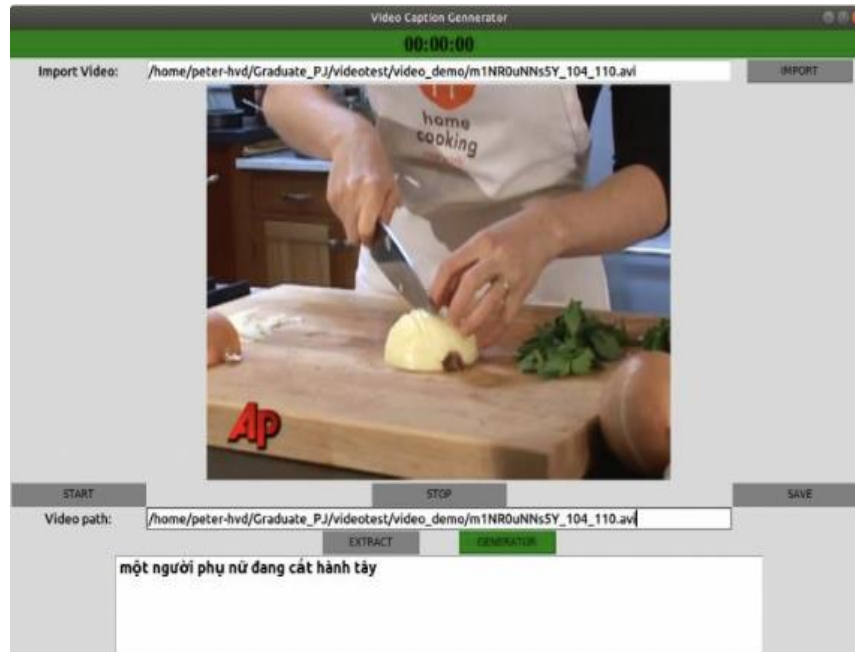 Video Caption Gennerator
00:00:00
Import Video: /home/peter-hvd/Graduate_PJ/videotest/video_demo/m1NR0uNNs5Y_104_110.avi IMPORT
home
cooking
Ap
START STOP SAVE
Video path: /home/peter-hvd/Graduate_PJ/videotest/video_demo/m1NR0uNNs5Y_104_110.avi
EXTRACT GENERATOR
một người phụ nữ đang cắt hành tây